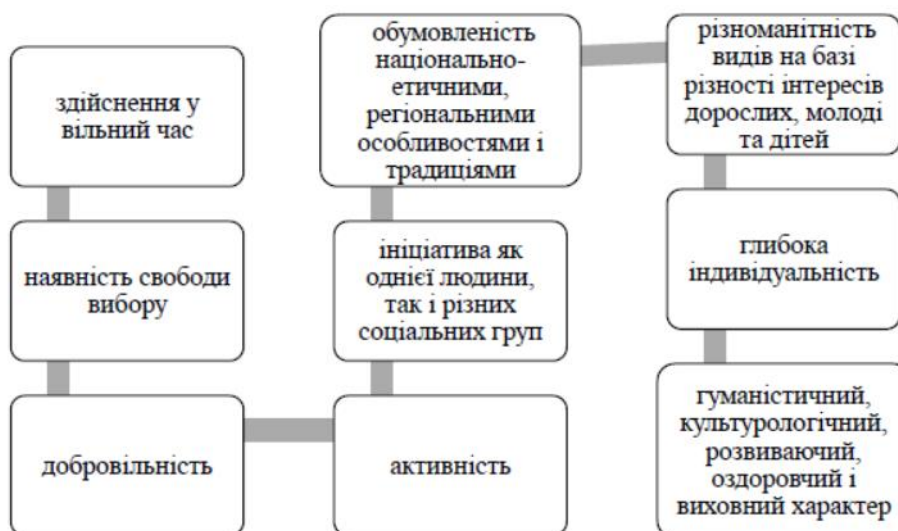 здійснення у
вільний час
наявність свободи
вибору
добровільність
активність
ініціатива як
однієї людини,
так і різних
соціальних груп
обумовленість
національно-
етичними,
регіональними
особливостями і
традиціями
різноманітність
видів на базі
різності інтересів
дорослих, молоді
та дітей
глибока
індивідуальність
гуманістичний,
культурологічний,
розвиваючий,
оздоровчий і
виховний характер